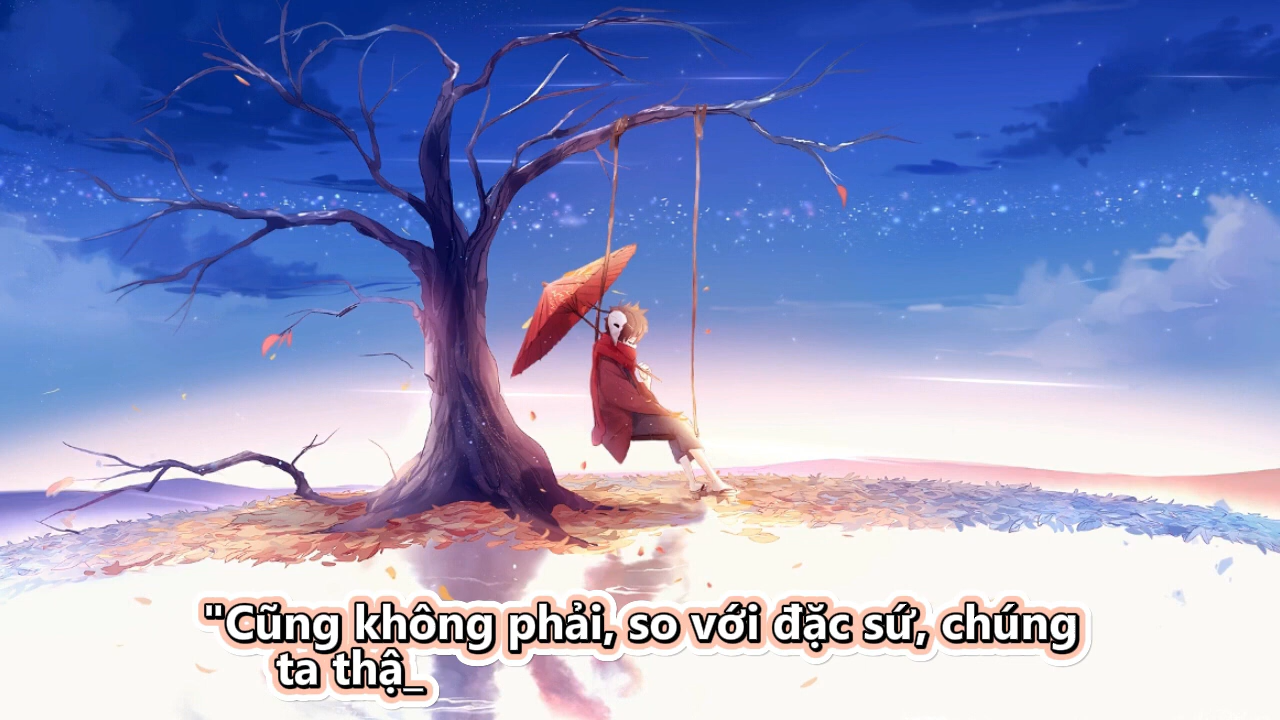 "Cũng không phải, so với đặc sứ, chúng
ta thậ_